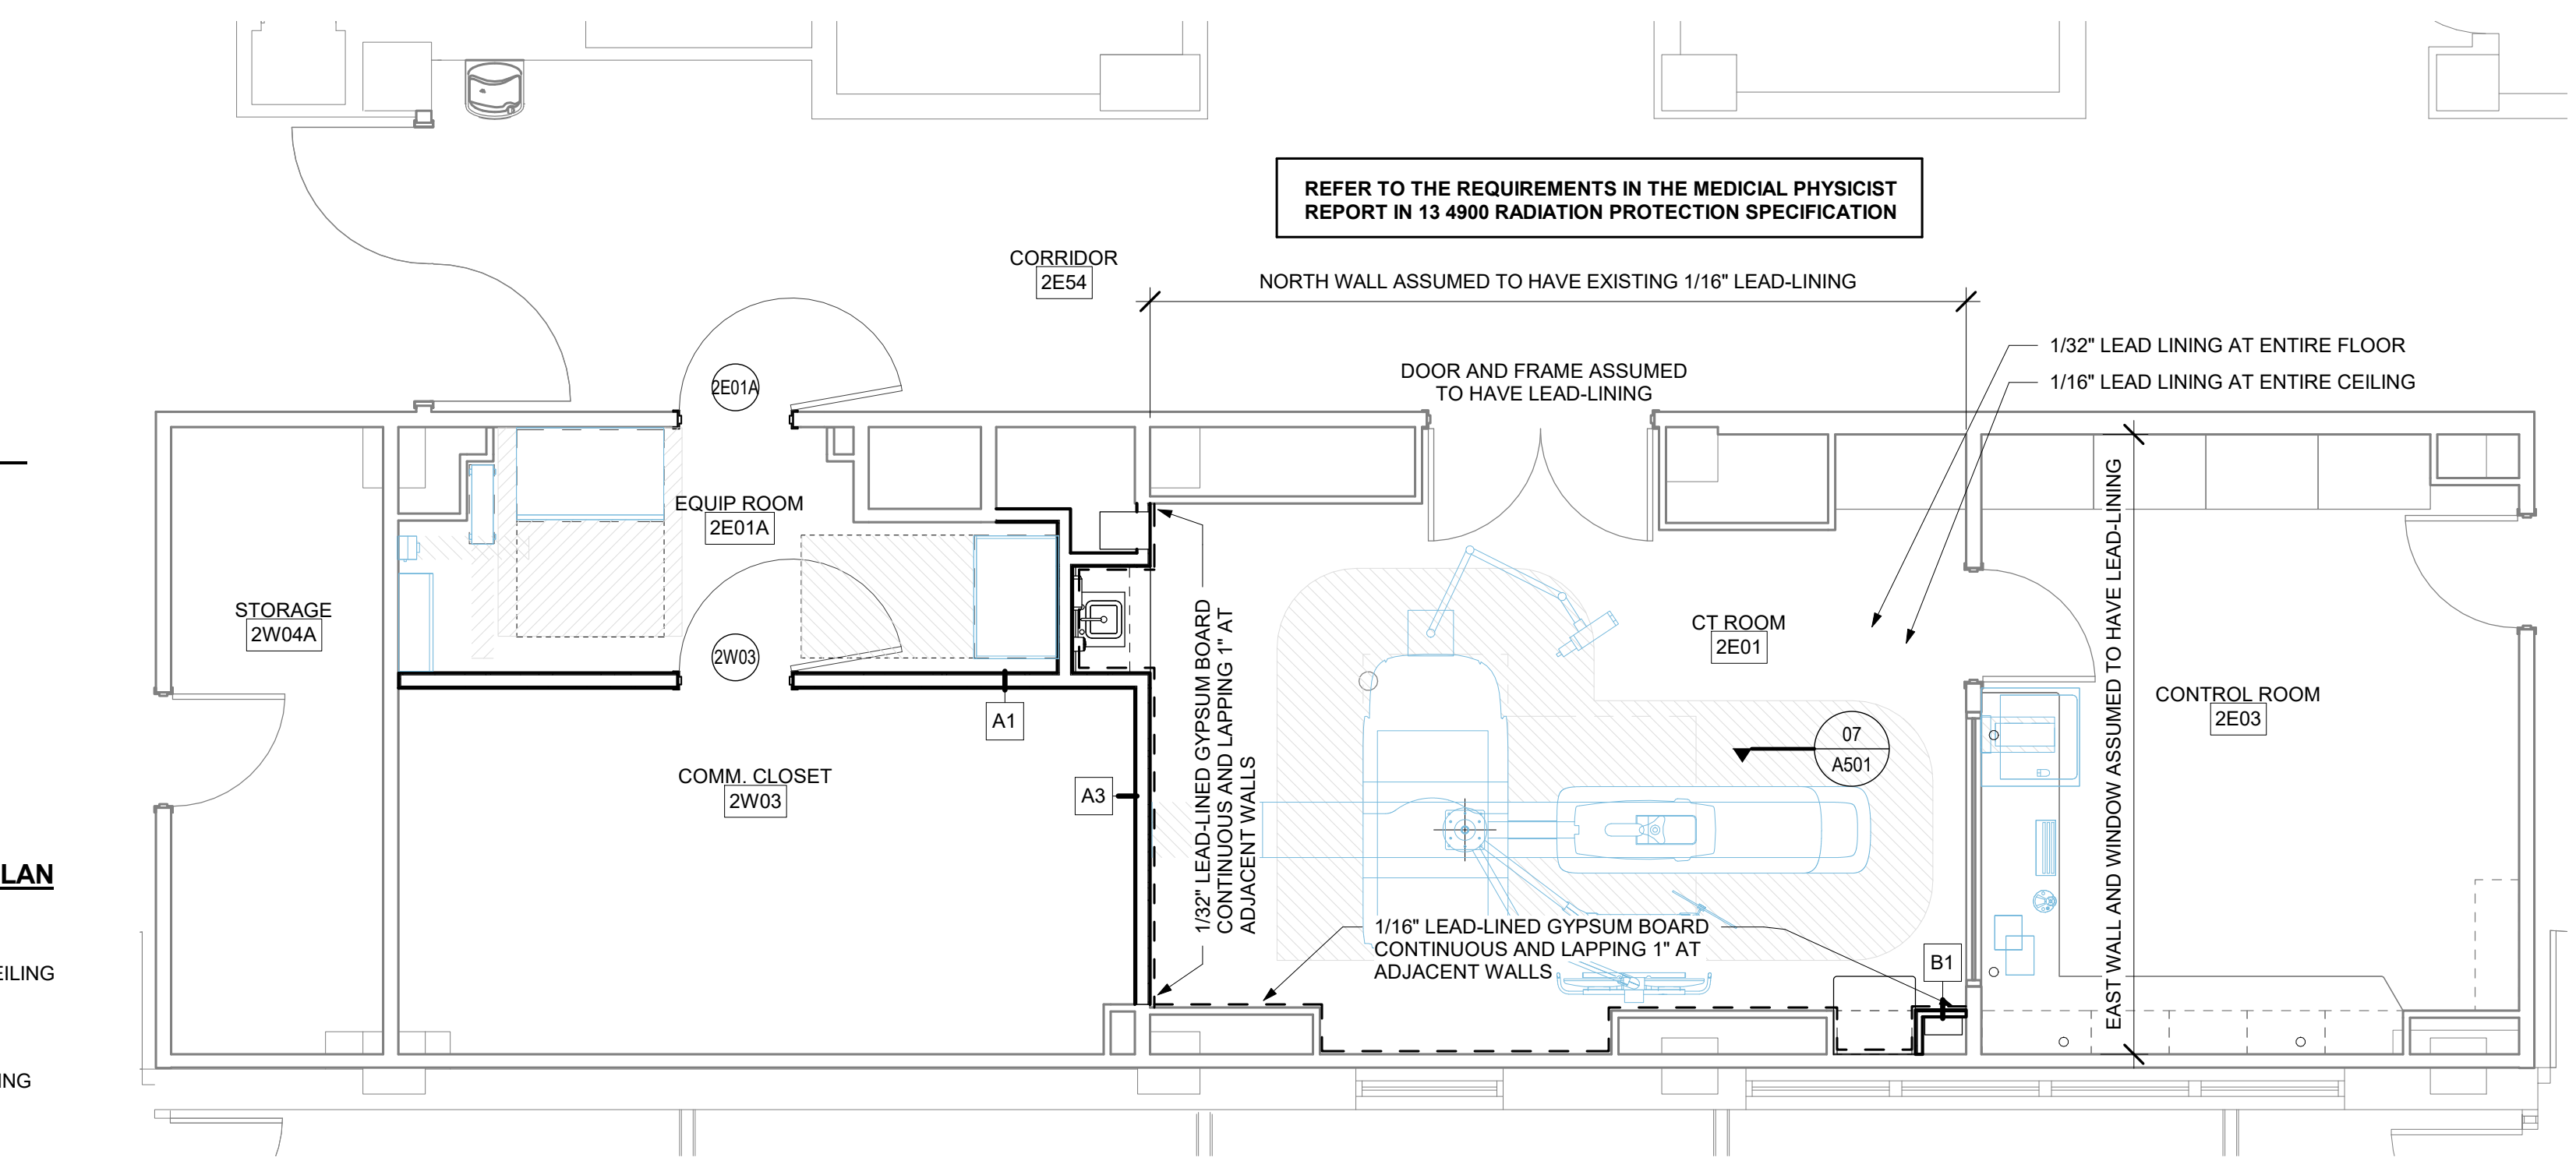 REFER TO THE REQUIREMENTS IN THE MEDICIAL PHYSICIST
REPORT IN 13 4900 RADIATION PROTECTION SPECIFICATION
CORRIDOR
2E54
NORTH WALL ASSUMED TO HAVE EXISTING 1/16" LEAD-LINING
1/32" LEAD LINING AT ENTIRE FLOOR
1/16" LEAD LINING AT ENTIRE CEILING
DOOR AND FRAME ASSUMED
TO HAVE LEAD-LINING
2E01A
EQUIP ROOM
2E01A
STORAGE
2W04A
2W03
A1
COMM. CLOSET
2W03
A3
1/32" LEAD-LINED GYPSUM BOARD
CONTINUOUS AND LAPPING 1" AT
ADJACENT WALLS
CT ROOM
2E01
07
A501
1/16" LEAD-LINED GYPSUM BOARD
CONTINUOUS AND LAPPING 1" AT
ADJACENT WALLS
B1
EAST WALL AND WINDOW ASSUMED TO HAVE LEAD-LINING
CONTROL ROOM
2E03
LAN
EILING
ING